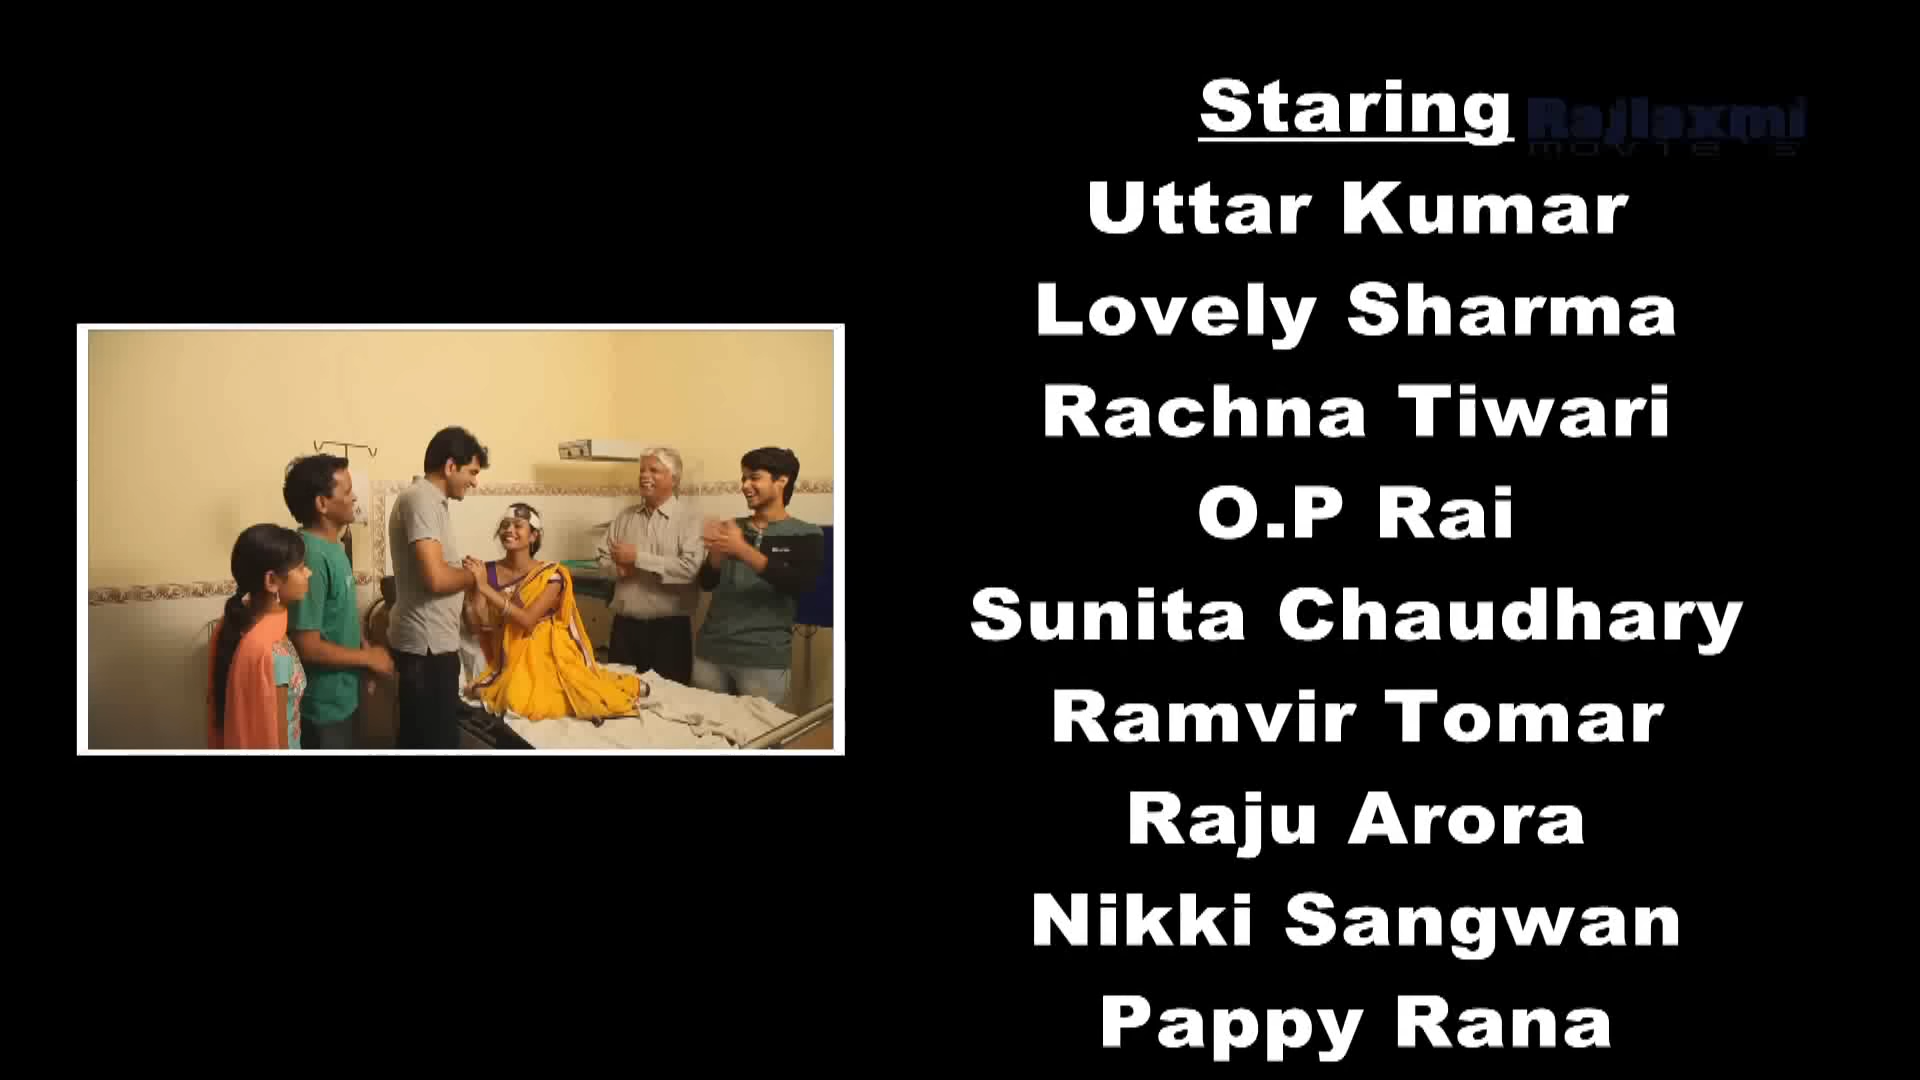 Staring
Rajlaxmi
MOVIE'S
Uttar Kumar
Lovely Sharma
Rachna Tiwari
O.P Rai
Sunita Chaudhary
Ramvir Tomar
Raju Arora
Nikki Sangwan
Pappy Rana